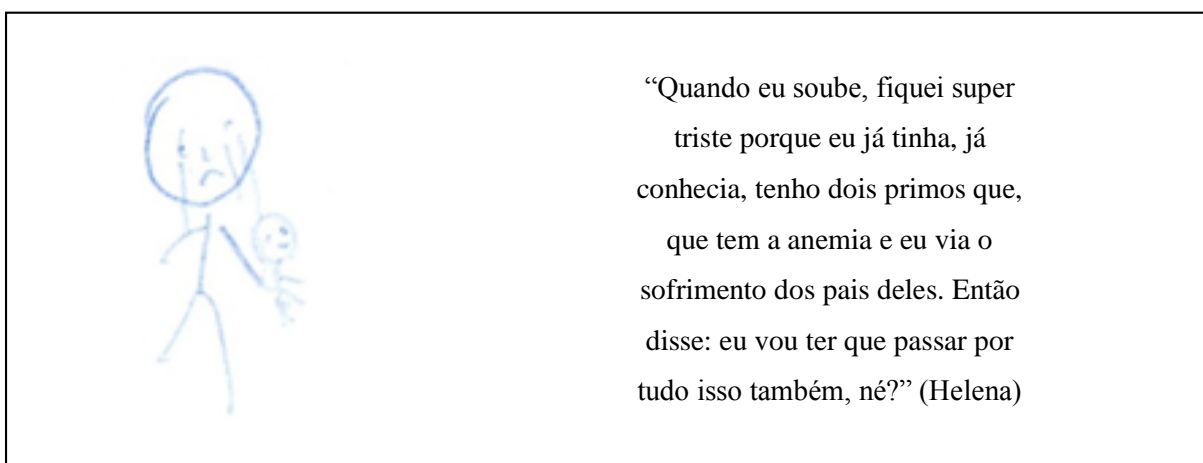 “Quando eu soube, fiquei super
triste porque eu já tinha, já
conhecia, tenho dois primos que,
que tem a anemia e eu via o
sofrimento dos pais deles. Então
disse: eu vou ter que passar por
tudo isso também, né?” (Helena)